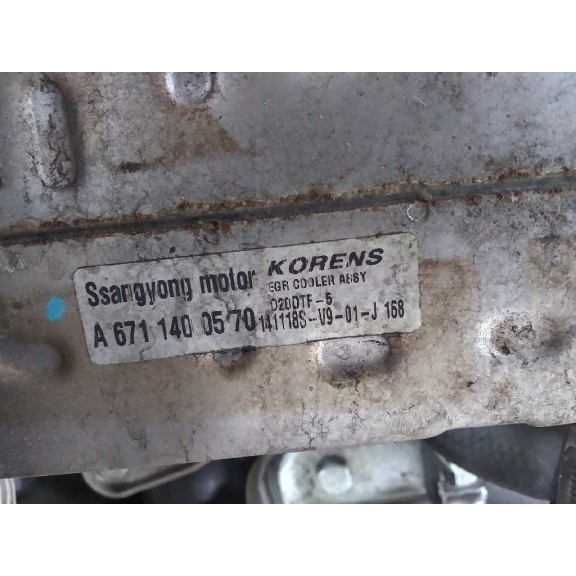 Ssangyong motor KORENS
EGR COOLER ASSY
D20DTF-5
A 671 140 05 70 141118S-V9-01-J 168